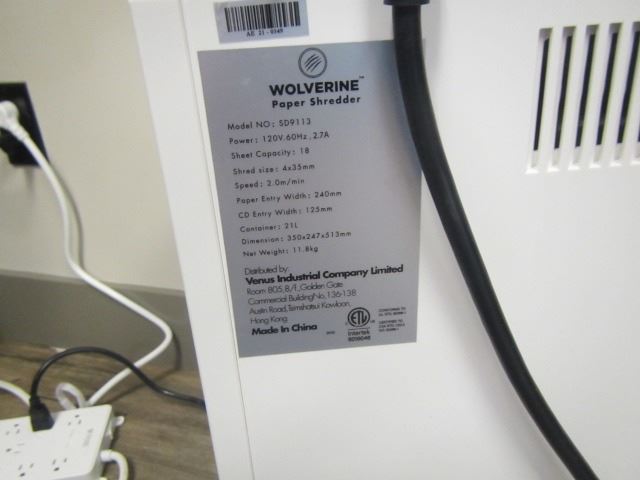 AE 21 - 0349
WOLVERINE™
Paper Shredder
Model NO: SD9113
Power: 120V.60Hz, 2.7A
Sheet Capacity: 18
Shred size: 4x35mm
Speed: 2.0m/min
Paper Entry Width: 240mm
CD Entry Width: 125mm
Container: 21L
Dimension: 350x247x513mm
Net Weight: 11.8kg
Distributed by:
Venus Industrial Company Limited
Room 805,8/F.,Golden Gate
Commercial Building No, 136-138
Austin Road, Tsimshatsui Kowloon,
Hong Kong
Made In China
ETL
Intertek